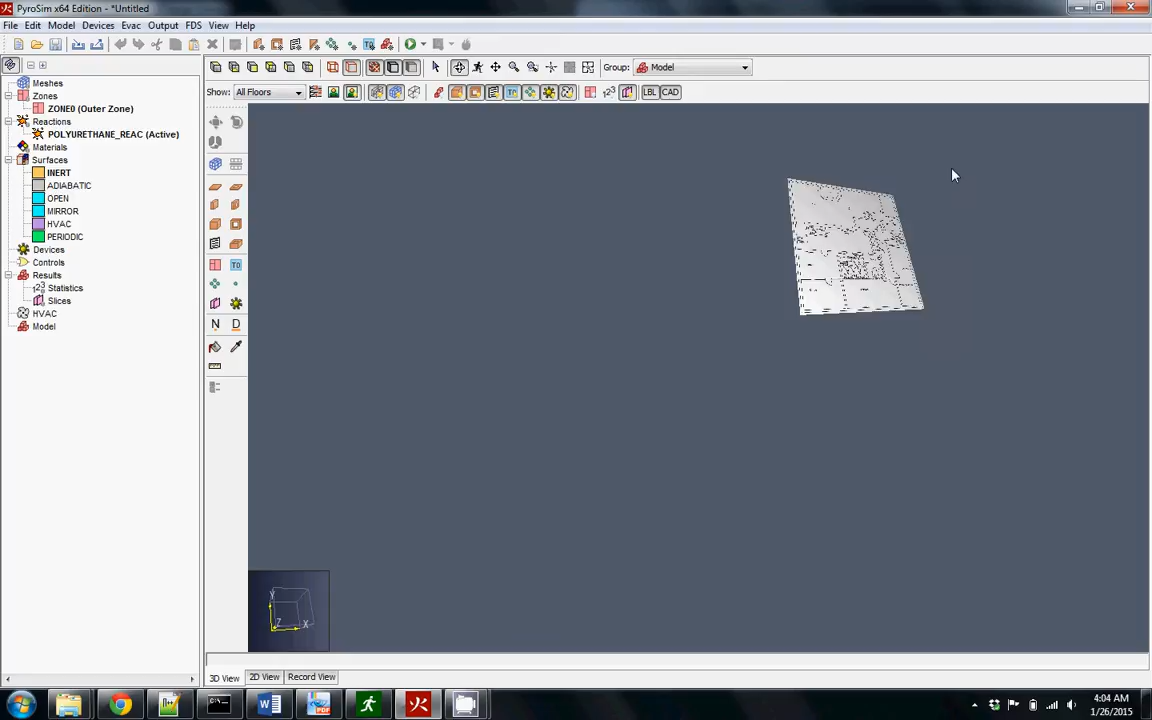 PyroSim x64 Edition - *Untitled
File Edit Model Devices Evac Output FDS View Help
Group: Model
Show: All Floors
LBL CAD
Meshes
Zones
ZONE0 (Outer Zone)
Reactions
POLYURETHANE_REAC (Active)
Materials
Surfaces
INERT
ADIABATIC
OPEN
MIRROR
HVAC
PERIODIC
Devices
Controls
Results
Statistics
Slices
HVAC
Model
N D
Y
Z X
3D View 2D View Record View
4:04 AM
1/26/2015